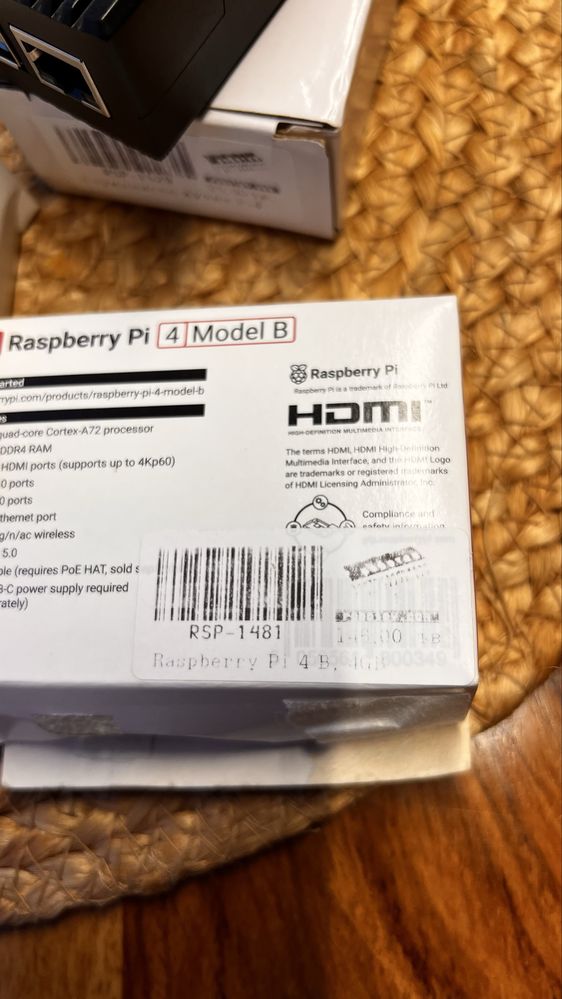 Raspberry Pi 4 Model B
arted
rypi.com/products/raspberry-pi-4-model-b
es
quad-core Cortex-A72 processor
DDR4 RAM
HDMI ports (supports up to 4Kp60)
0 ports
0 ports
thernet port
g/n/ac wireless
5.0
ble (requires PoE HAT, sold s
B-C power supply required
rately)
Raspberry Pi
Raspberry Pi is a trademark of Raspberry Pi Ltd
HDMI™
HIGH-DEFINITION MULTIMEDIA INTERFACE
The terms HDMI, HDMI High-Definition
Multimedia Interface, and the HDMI Logo
are trademarks or registered trademarks
of HDMI Licensing Administrator, Inc.
Compliance and
safety information
RSP-1481
Raspberry Pi 4 B, 4GB
800349